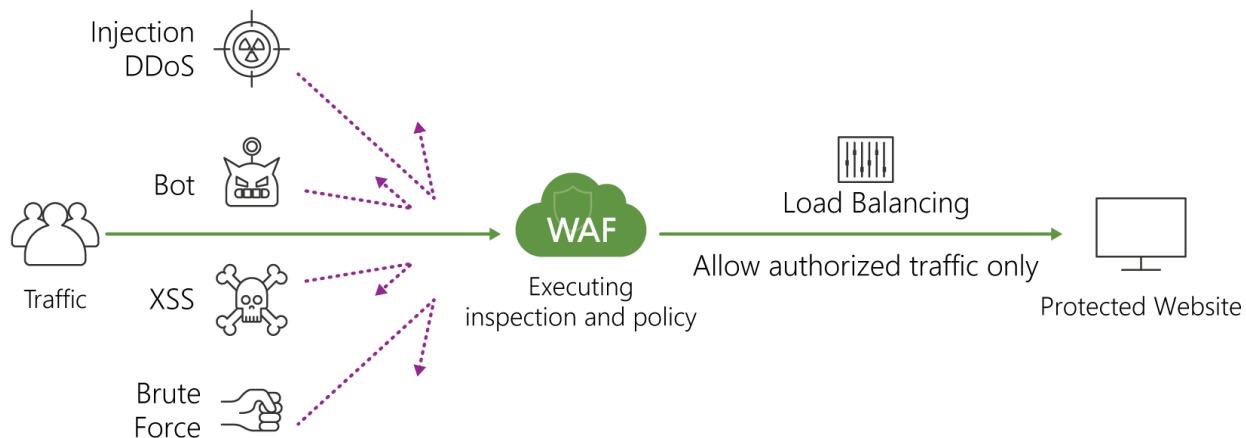 Injection
DDoS
Bot
Traffic
XSS
Brute
Force
WAF
Executing
inspection and policy
Load Balancing
Allow authorized traffic only
Protected Website